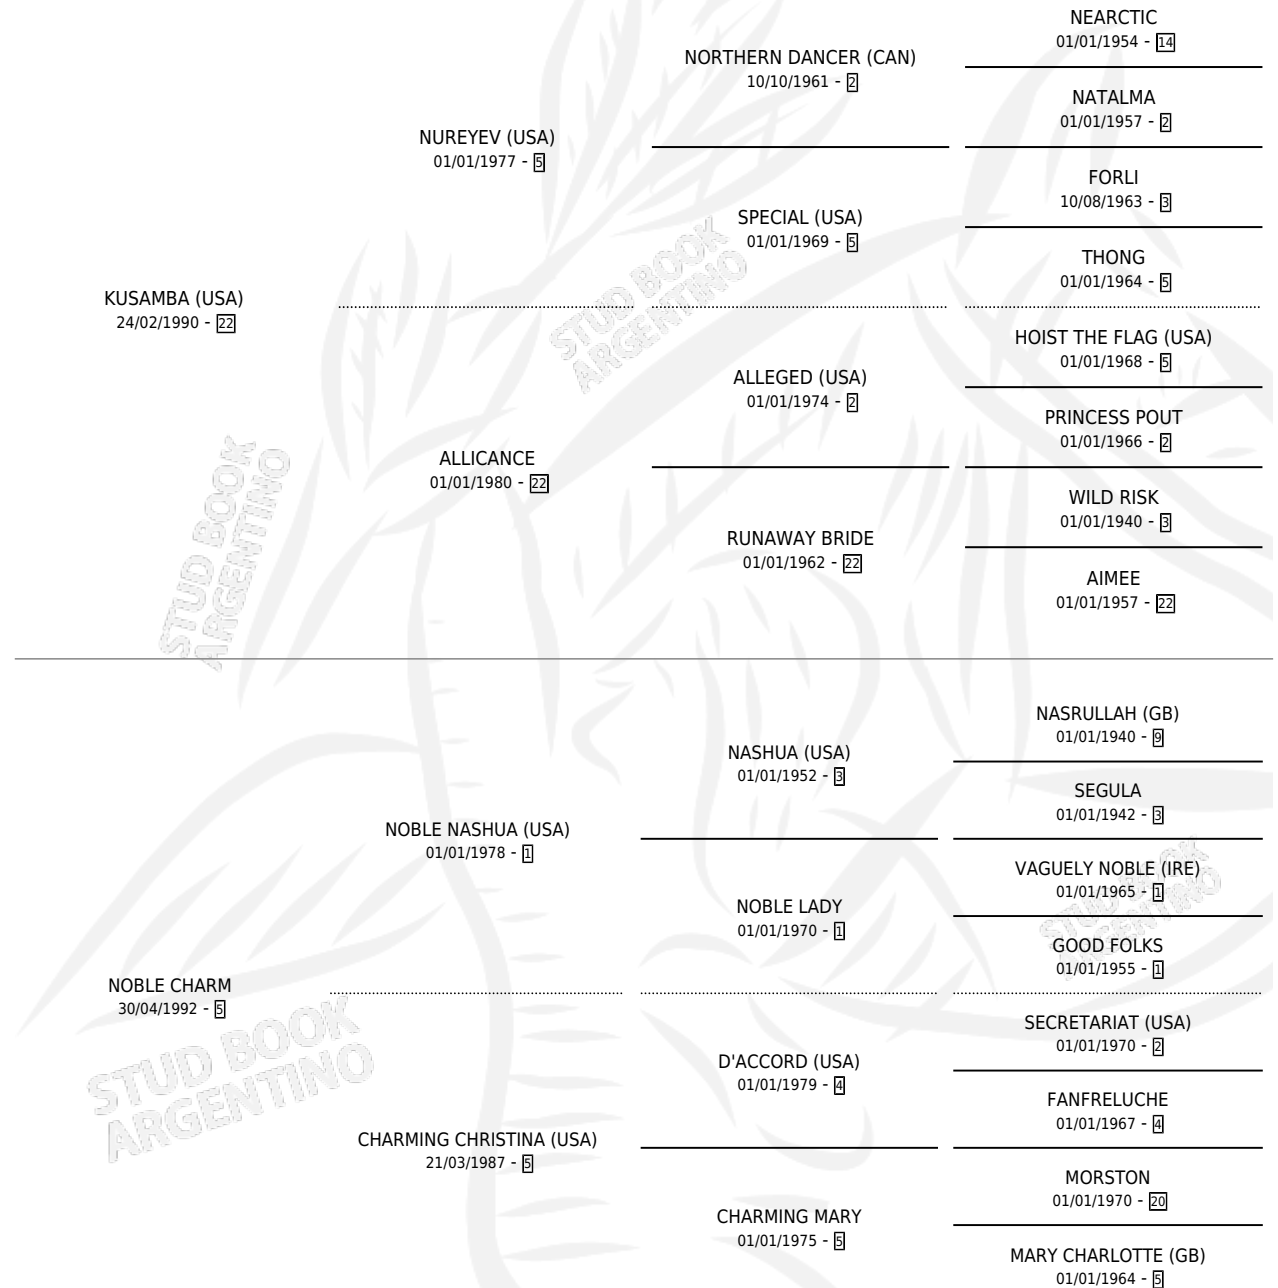 NEARCTIC
01/01/1954 - 14
NORTHERN DANCER (CAN)
10/10/1961 - 2
NATALMA
01/01/1957 - 2
NUREYEV (USA)
01/01/1977 - 5
FORLI
10/08/1963 - 3
SPECIAL (USA)
01/01/1969 - 5
THONG
01/01/1964 - 5
KUSAMBA (USA)
24/02/1990 - 22
HOIST THE FLAG (USA)
01/01/1968 - 5
ALLEGED (USA)
01/01/1974 - 2
PRINCESS POUT
01/01/1966 - 2
ALLICANCE
01/01/1980 - 22
WILD RISK
01/01/1940 - 3
RUNAWAY BRIDE
01/01/1962 - 22
AIMEE
01/01/1957 - 22
NASRULLAH (GB)
01/01/1940 - 9
NASHUA (USA)
01/01/1952 - 3
SEGULA
01/01/1942 - 3
NOBLE NASHUA (USA)
01/01/1978 - 1
VAGUELY NOBLE (IRE)
01/01/1965 - 1
NOBLE LADY
01/01/1970 - 1
GOOD FOLKS
01/01/1955 - 1
NOBLE CHARM
30/04/1992 - 5
SECRETARIAT (USA)
01/01/1970 - 2
D'ACCORD (USA)
01/01/1979 - 4
FANFRELUCHE
01/01/1967 - 4
CHARMING CHRISTINA (USA)
21/03/1987 - 5
MORSTON
01/01/1970 - 20
CHARMING MARY
01/01/1975 - 5
MARY CHARLOTTE (GB)
01/01/1964 - 5
STUD BOOK
ARGENTINO
STUD BOOK
ARGENTINO
STUD BOOK
ARGENTINO
STUD BOOK
ARGENTINO